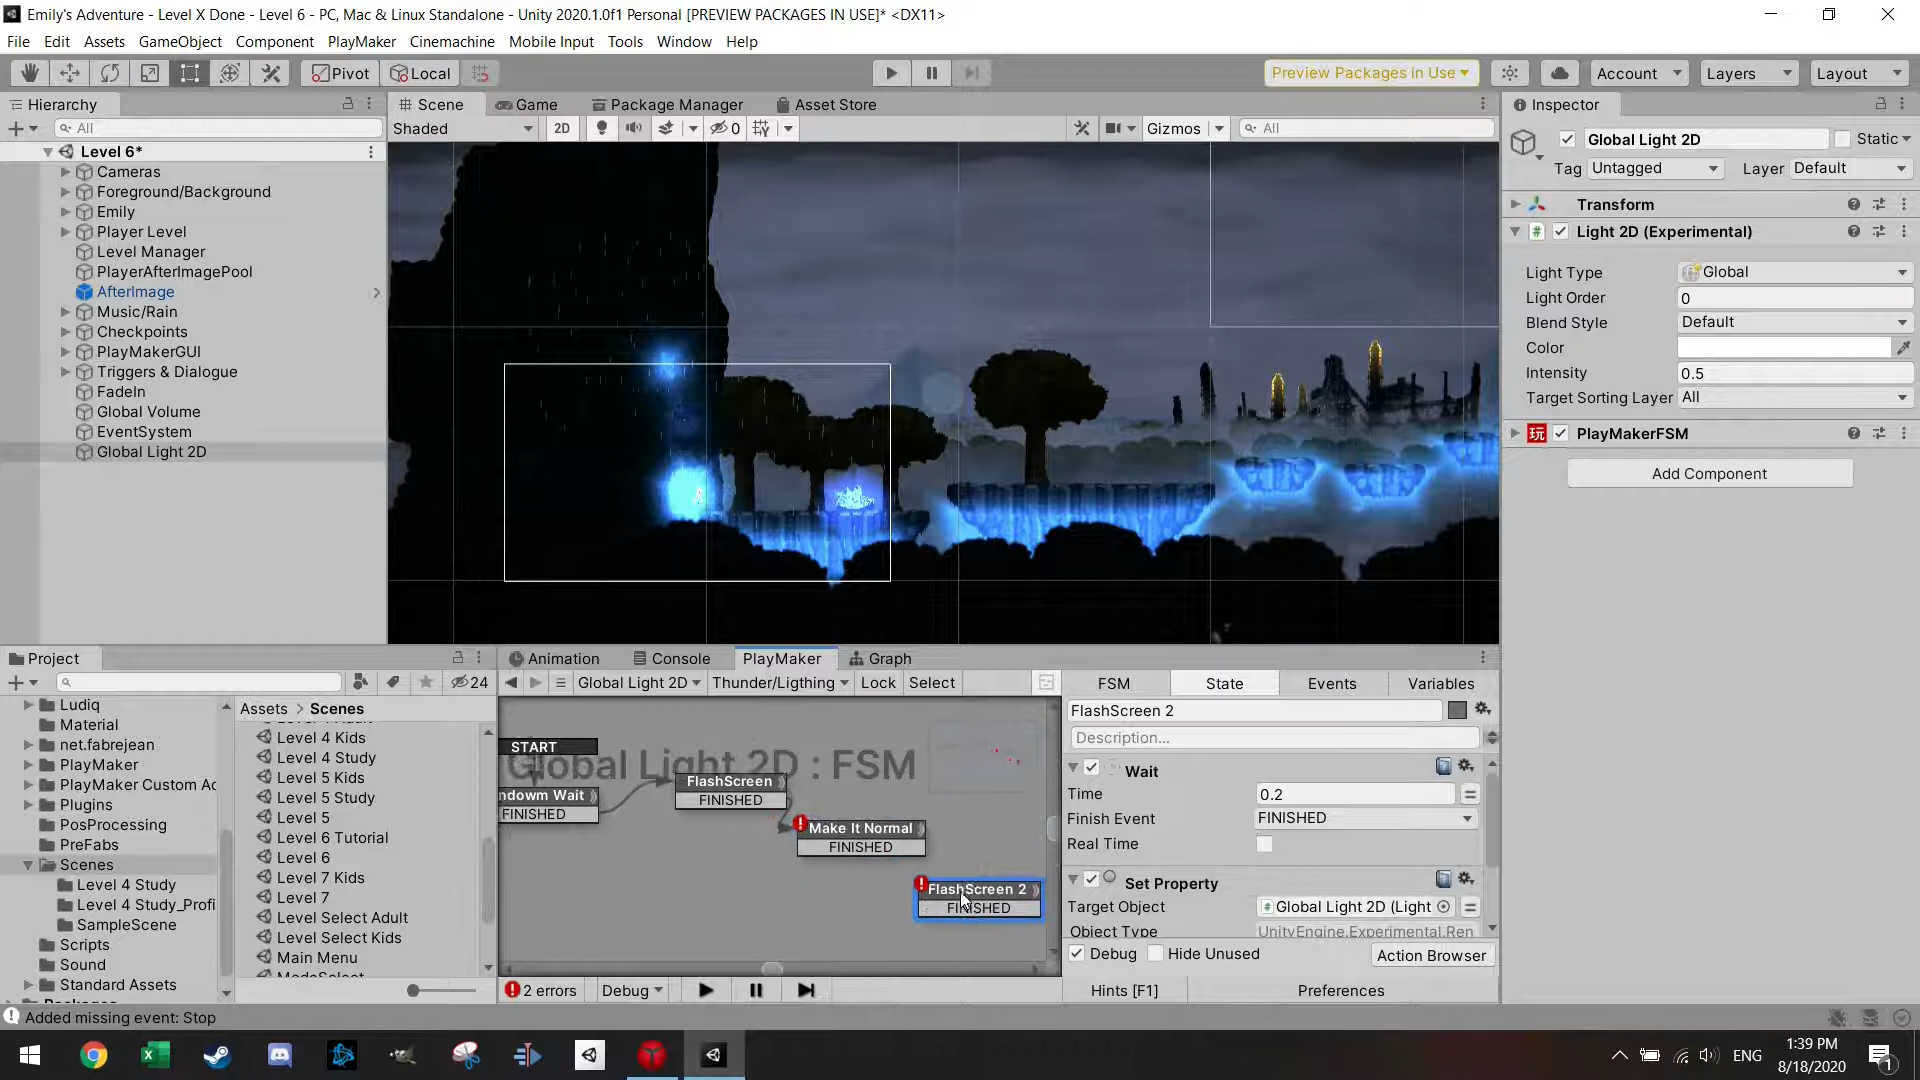 Emily's Adventure - Level X Done - Level 6 - PC, Mac & Linux Standalone - Unity 2020.1.0f1 Personal [PREVIEW PACKAGES IN USE]* <DX11>
File Edit Assets GameObject Component PlayMaker Cinemachine Mobile Input Tools Window Help
Pivot Local Preview Packages in Use Account Layers Layout
Hierarchy
All
Level 6*
Cameras
Foreground/Background
Emily
Player Level
Level Manager
PlayerAfterImagePool
AfterImage
Music/Rain
Checkpoints
PlayMakerGUI
Triggers & Dialogue
FadeIn
Global Volume
EventSystem
Global Light 2D
Scene Game Package Manager Asset Store
Shaded 2D 0 Gizmos All
Inspector
Global Light 2D Static
Tag Untagged Layer Default
Transform
Light 2D (Experimental)
Light Type Global
Light Order 0
Blend Style Default
Color
Intensity 0.5
Target Sorting Layer All
玩 PlayMakerFSM
Add Component
Project
24
Ludiq
Material
net.fabrejean
PlayMaker
PlayMaker Custom Ac
Plugins
PosProcessing
PreFabs
Scenes
Level 4 Study
Level 4 Study_Profi
SampleScene
Scripts
Sound
Standard Assets
Assets > Scenes
Level 4 Kids
Level 4 Study
Level 5 Kids
Level 5 Study
Level 5
Level 6 Tutorial
Level 6
Level 7 Kids
Level 7
Level Select Adult
Level Select Kids
Main Menu
ModeSelect
Animation Console PlayMaker Graph
Global Light 2D Thunder/Ligthing Lock Select
Global Light 2D : FSM
START
ndowm Wait
FINISHED
FlashScreen
FINISHED
Make It Normal
FINISHED
FlashScreen 2
FINISHED
2 errors Debug
FSM State Events Variables
FlashScreen 2
Description...
Wait
Time 0.2
Finish Event FINISHED
Real Time
Set Property
Target Object Global Light 2D (Light
Object Type UnityEngine.Experimental.Ren
Debug Hide Unused Action Browser
Hints [F1] Preferences
Added missing event: Stop
ENG
1:39 PM
8/18/2020
1